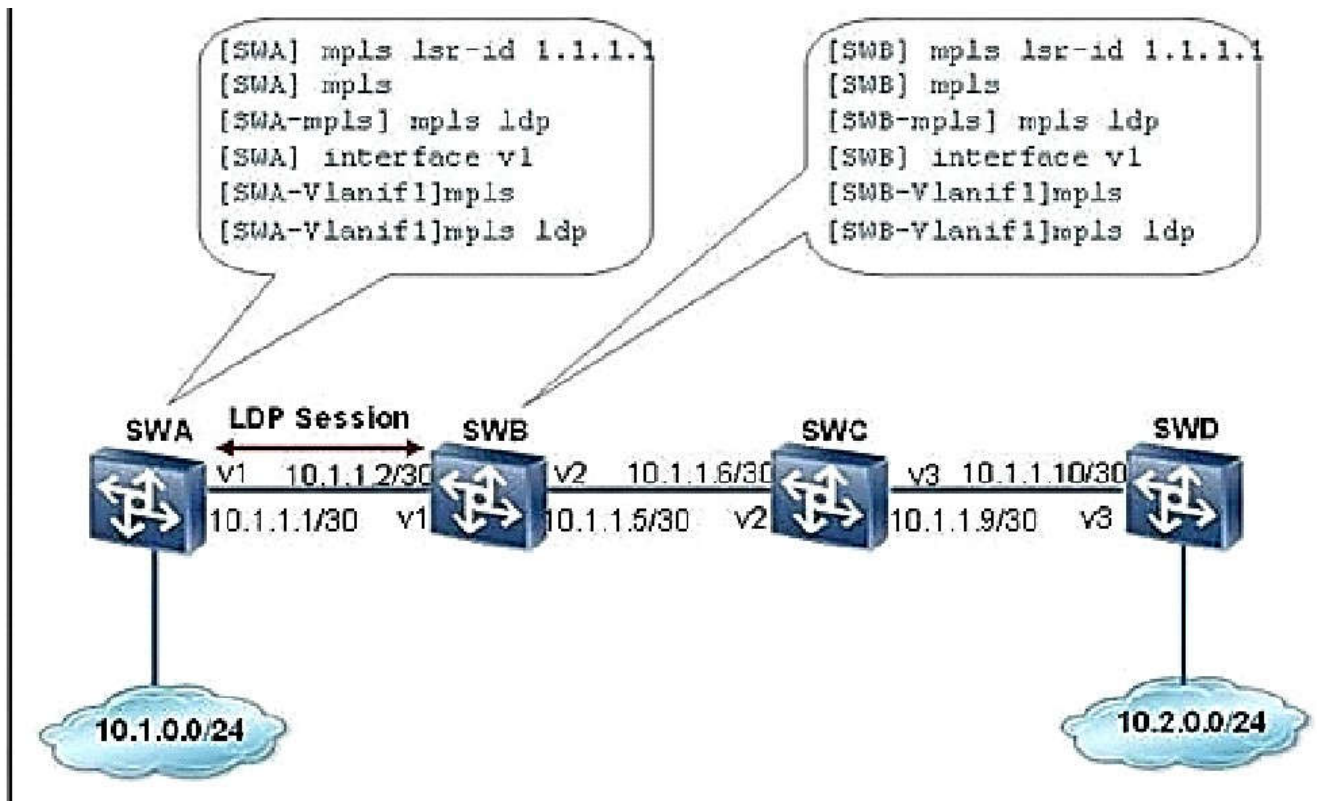 [SWA] mpls lsr-id 1.1.1.1
[SWA] mpls
[SWA-mpls] mpls ldp
[SWA] interface v1
[SWA-Vlanif1]mpls
[SWA-Vlanif1]mpls ldp
[SWB] mpls lsr-id 1.1.1.1
[SWB] mpls
[SWB-mpls] mpls ldp
[SWB] interface v1
[SWB-Vlanif1]mpls
[SWB-Vlanif1]mpls ldp
SWA
LDP Session
SWB
SWC
SWD
v1 10.1.1.2/30
v2 10.1.1.6/30
v3 10.1.1.10/30
10.1.1.1/30 v1
10.1.1.5/30 v2
10.1.1.9/30 v3
10.1.0.0/24
10.2.0.0/24